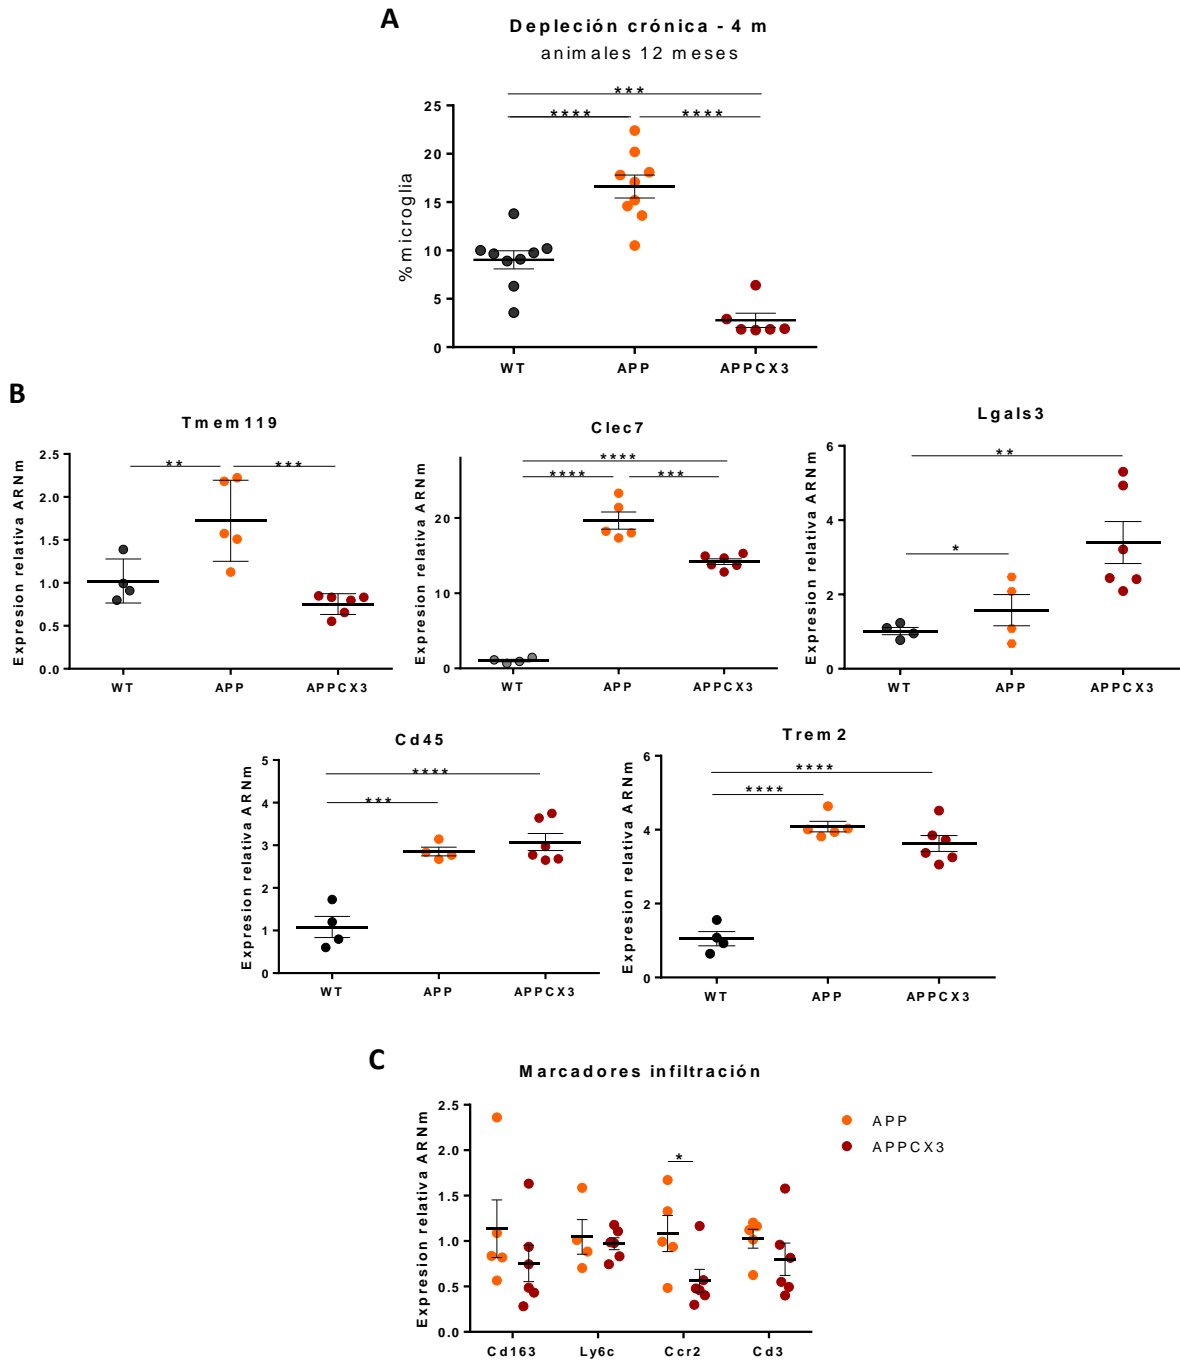 A
Depleción crónica - 4 m
animales 12 meses
***
**** ****
25
20
15
10
5
0
% microglia
WT APP APPCX3
B
Tmem119
Expresion relativa ARNm
2.5
2.0
1.5
1.0
0.5
0.0
** ***
WT APP APPCX3
Clec7
Expresion relativa ARNm
20
10
0
****
**** ***
WT APP APPCX3
Lgals3
Expresion relativa ARNm
6
4
2
0
**
*
WT APP APPCX3
Cd45
Expresion relativa ARNm
5
4
3
2
1
0
****
***
WT APP APPCX3
Trem2
Expresion relativa ARNm
6
4
2
0
****
****
WT APP APPCX3
C
Marcadores infiltración
Expresion relativa ARNm
2.5
2.0
1.5
1.0
0.5
0.0
*
Cd163 Ly6c Ccr2 Cd3
APP
APPCX3